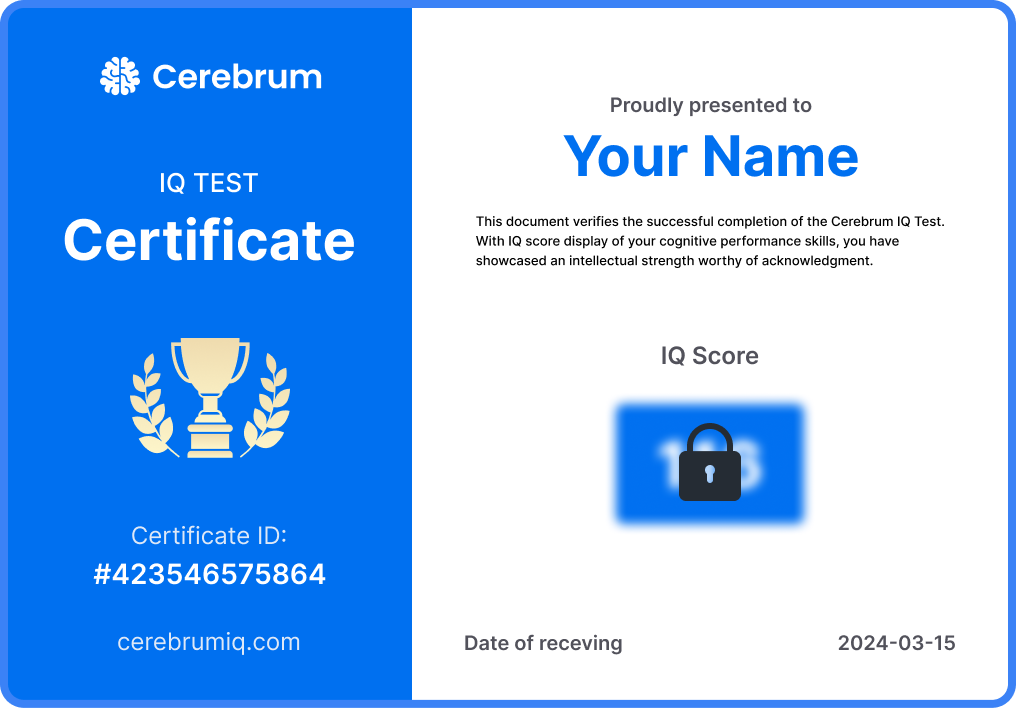 Cerebrum
IQ TEST
Certificate
Certificate ID:
#423546575864
cerebrumiq.com
Proudly presented to
Your Name
This document verifies the successful completion of the Cerebrum IQ Test.
With IQ score display of your cognitive performance skills, you have
showcased an intellectual strength worthy of acknowledgment.
IQ Score
Date of receving
2024-03-15